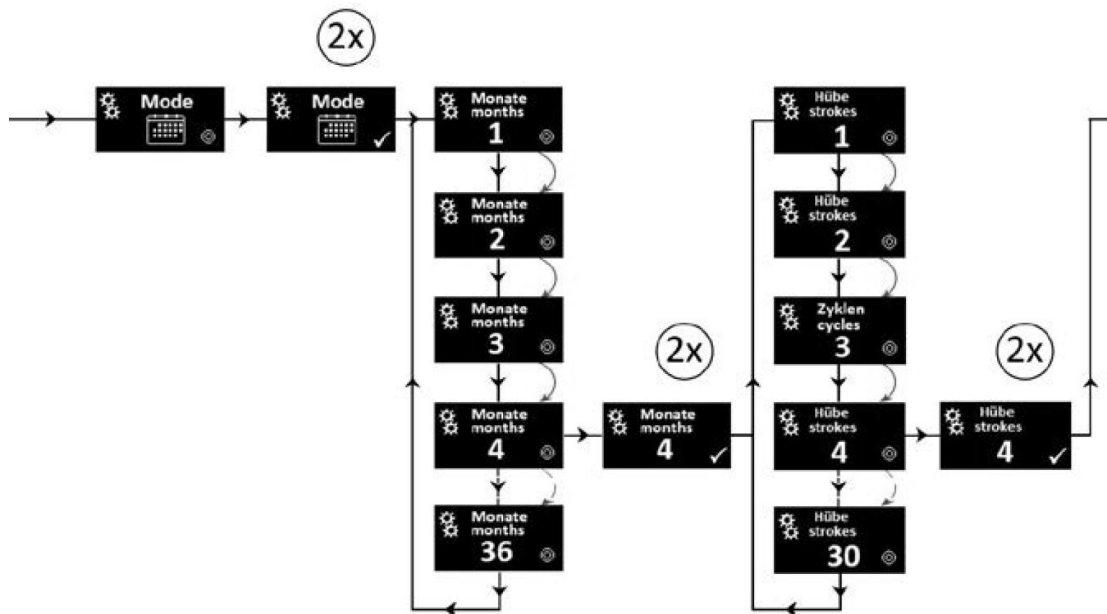 2x
Mode
Mode
Monate
months
1
Monate
months
2
Monate
months
3
Monate
months
4
Monate
months
36
2x
Monate
months
4
Hübe
strokes
1
Hübe
strokes
2
Zyklen
cycles
3
Hübe
strokes
4
Hübe
strokes
30
2x
Hübe
strokes
4